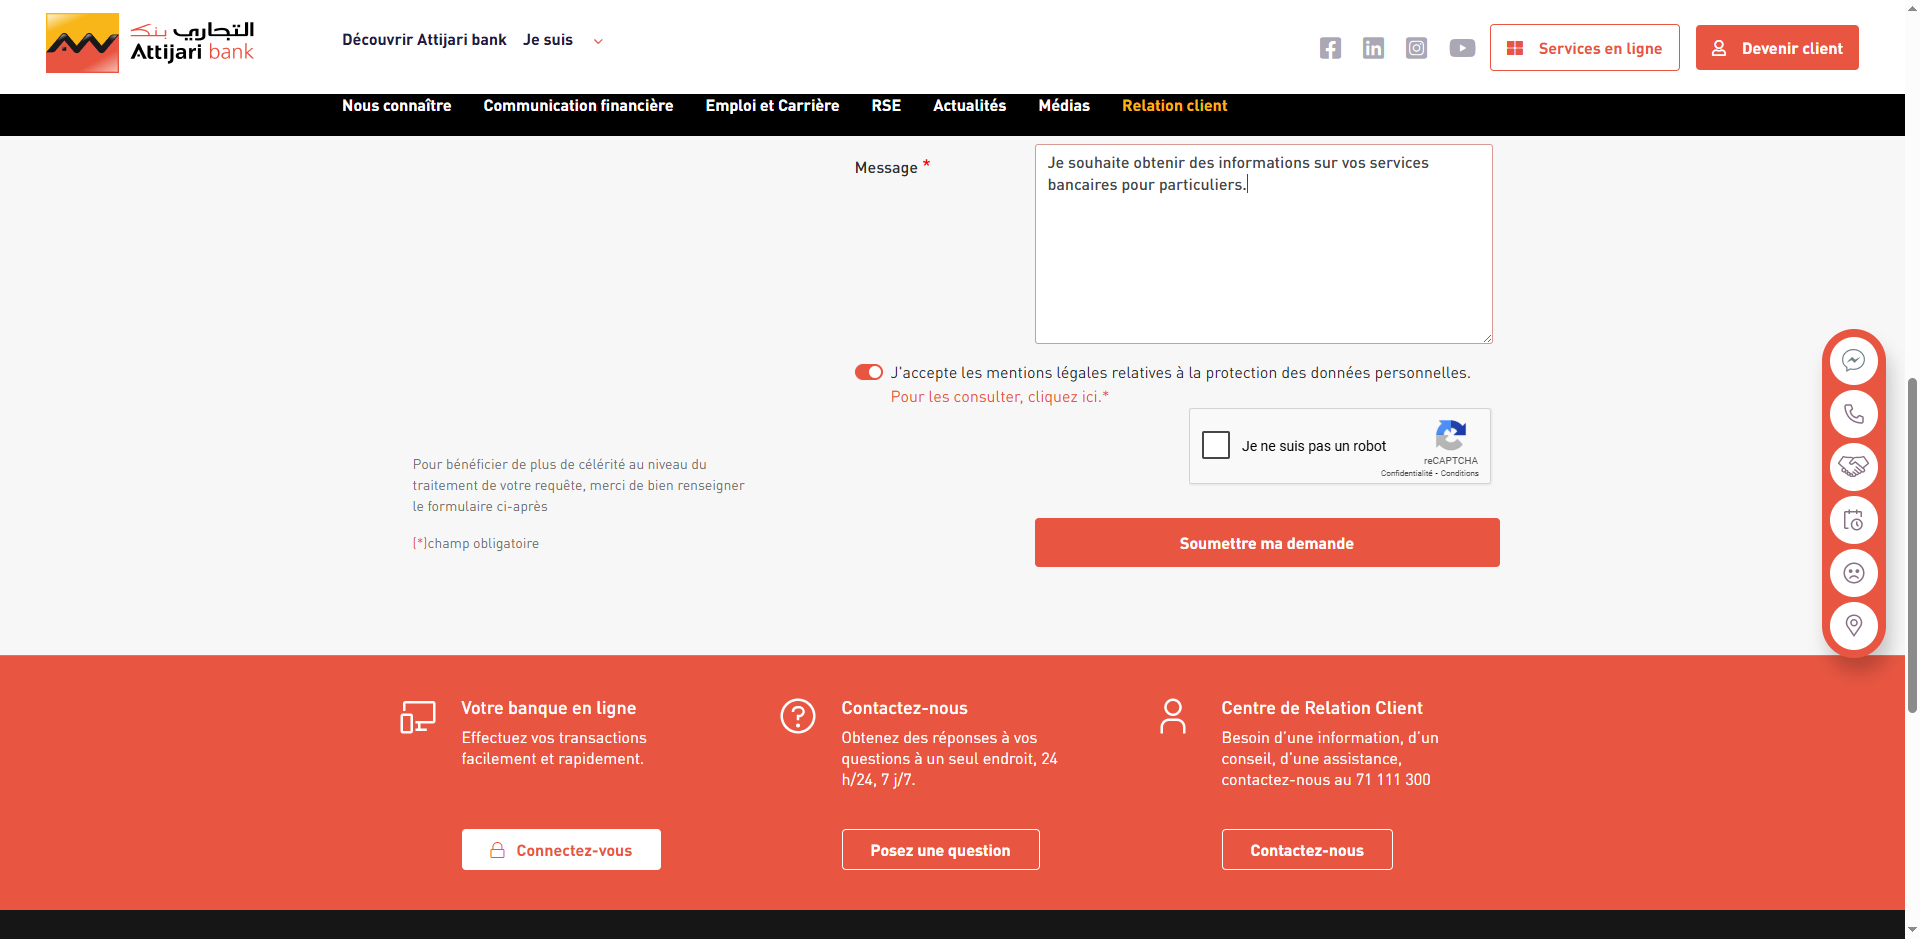 التجاري بنك
Attijari bank
Découvrir Attijari bank
Je suis
Services en ligne
Devenir client
Nous connaître
Communication financière
Emploi et Carrière
RSE
Actualités
Médias
Relation client
Message *
Je souhaite obtenir des informations sur vos services
bancaires pour particuliers.
J'accepte les mentions légales relatives à la protection des données personnelles.
Pour les consulter, cliquez ici.*
Je ne suis pas un robot
reCAPTCHA
Confidentialité - Conditions
Pour bénéficier de plus de célérité au niveau du
traitement de votre requête, merci de bien renseigner
le formulaire ci-après
(*)champ obligatoire
Soumettre ma demande
Votre banque en ligne
Effectuez vos transactions
facilement et rapidement.
Connectez-vous
Contactez-nous
Obtenez des réponses à vos
questions à un seul endroit, 24
h/24, 7 j/7.
Posez une question
Centre de Relation Client
Besoin d’une information, d’un
conseil, d’une assistance,
contactez-nous au 71 111 300
Contactez-nous